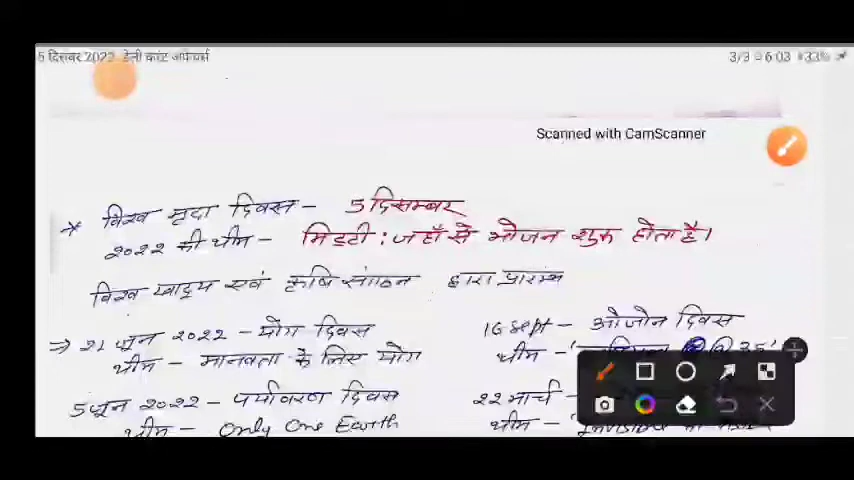 5 दिसंबर 2022 डेली करंट अफेयर्स
3/3 6:03 33%
Scanned with CamScanner
* विश्व मृदा दिवस - 5 दिसम्बर
2022 की थीम - मिट्टी : जहाँ से भोजन शुरू होता है।
विश्व खाद्य एवं कृषि संगठन द्वारा प्रारम्भ
⇒ 21 जून 2022 - योग दिवस
थीम - मानवता के लिए योग
5 जून 2022 - पर्यावरण दिवस
थीम - Only One Earth
16 Sept - ओजोन दिवस
थीम - ' @ 35'
22 मार्च -
थीम - '